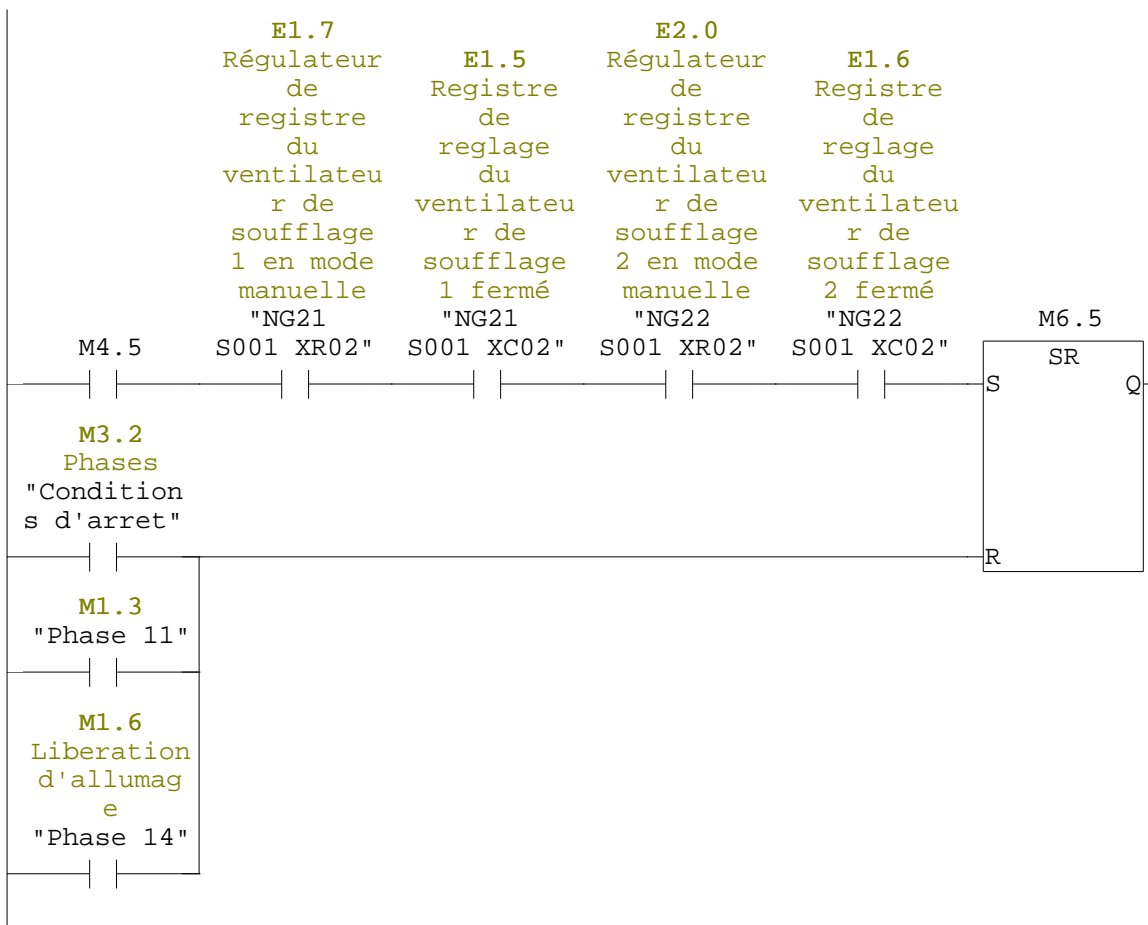 E1.7
Régulateur
de
registre
du
ventilateu
r de
soufflage
1 en mode
manuelle
"NG21
S001 XR02"
E1.5
Registre
de
reglage
du
ventilateu
r de
soufflage
1 fermé
"NG21
S001 XC02"
E2.0
Régulateur
de
registre
du
ventilateu
r de
soufflage
2 en mode
manuelle
"NG22
S001 XR02"
E1.6
Registre
de
reglage
du
ventilateu
r de
soufflage
2 fermé
"NG22
S001 XC02"
M4.5
M6.5
SR
S
Q
R
M3.2
Phases
"Condition
s d'arret"
M1.3
"Phase 11"
M1.6
Liberation
d'allumag
e
"Phase 14"